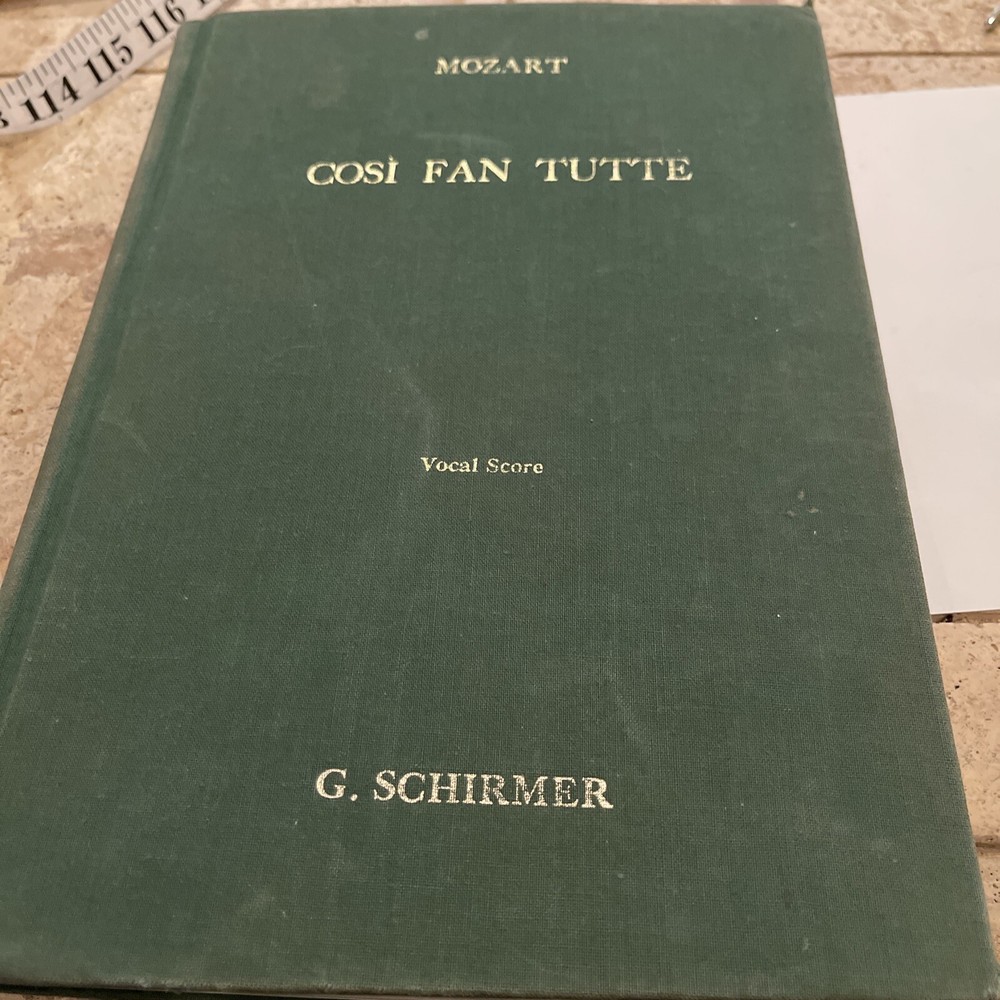 114 115 116
MOZART
COSÌ FAN TUTTE
Vocal Score
G. SCHIRMER